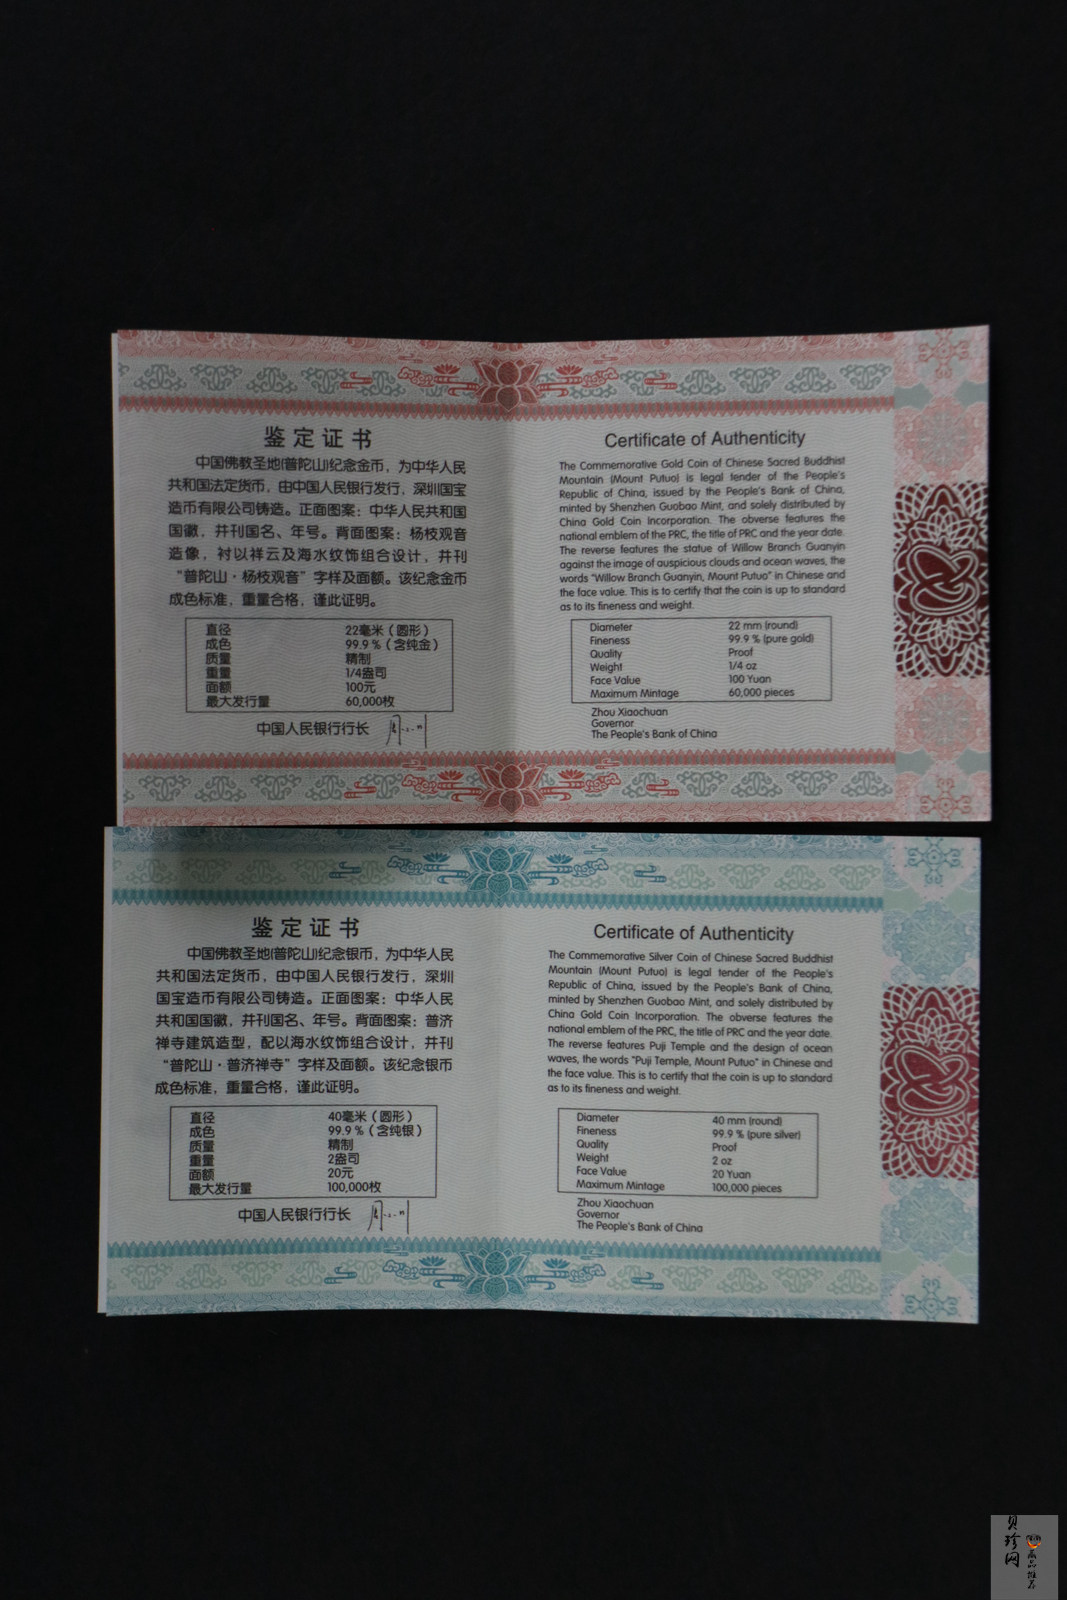 鉴定证书
中国佛教圣地(普陀山)纪念金币，为中华人民
共和国法定货币，由中国人民银行发行，深圳国宝
造币有限公司铸造。正面图案：中华人民共和国
国徽，并刊国名、年号。背面图案：杨枝观音
造像，衬以祥云及海水纹饰组合设计，并刊
“普陀山·杨枝观音”字样及面额。该纪念金币
成色标准，重量合格，谨此证明。
直径 22毫米（圆形）
成色 99.9 %（含纯金）
质量 精制
重量 1/4盎司
面额 100元
最大发行量 60,000枚
中国人民银行行长
Certificate of Authenticity
The Commemorative Gold Coin of Chinese Sacred Buddhist
Mountain (Mount Putuo) is legal tender of the People's
Republic of China, issued by the People's Bank of China,
minted by Shenzhen Guobao Mint, and solely distributed by
China Gold Coin Incorporation. The obverse features the
national emblem of the PRC, the title of PRC and the year date.
The reverse features the statue of Willow Branch Guanyin
against the image of auspicious clouds and ocean waves, the
words "Willow Branch Guanyin, Mount Putuo" in Chinese and
the face value. This is to certify that the coin is up to standard
as to its fineness and weight.
Diameter 22 mm (round)
Fineness 99.9 % (pure gold)
Quality Proof
Weight 1/4 oz
Face Value 100 Yuan
Maximum Mintage 60,000 pieces
Zhou Xiaochuan
Governor
The People's Bank of China
鉴定证书
中国佛教圣地(普陀山)纪念银币，为中华人民
共和国法定货币，由中国人民银行发行，深圳
国宝造币有限公司铸造。正面图案：中华人民
共和国国徽，并刊国名、年号。背面图案：普济
禅寺建筑造型，配以海水纹饰组合设计，并刊
“普陀山·普济禅寺”字样及面额。该纪念银币
成色标准，重量合格，谨此证明。
直径 40毫米（圆形）
成色 99.9 %（含纯银）
质量 精制
重量 2盎司
面额 20元
最大发行量 100,000枚
中国人民银行行长
Certificate of Authenticity
The Commemorative Silver Coin of Chinese Sacred Buddhist
Mountain (Mount Putuo) is legal tender of the People's
Republic of China, issued by the People's Bank of China,
minted by Shenzhen Guobao Mint, and solely distributed by
China Gold Coin Incorporation. The obverse features the
national emblem of the PRC, the title of PRC and the year date.
The reverse features Puji Temple and the design of ocean
waves, the words "Puji Temple, Mount Putuo" in Chinese and
the face value. This is to certify that the coin is up to standard
as to its fineness and weight.
Diameter 40 mm (round)
Fineness 99.9 % (pure silver)
Quality Proof
Weight 2 oz
Face Value 20 Yuan
Maximum Mintage 100,000 pieces
Zhou Xiaochuan
Governor
The People's Bank of China
贝珍网
藏品推荐